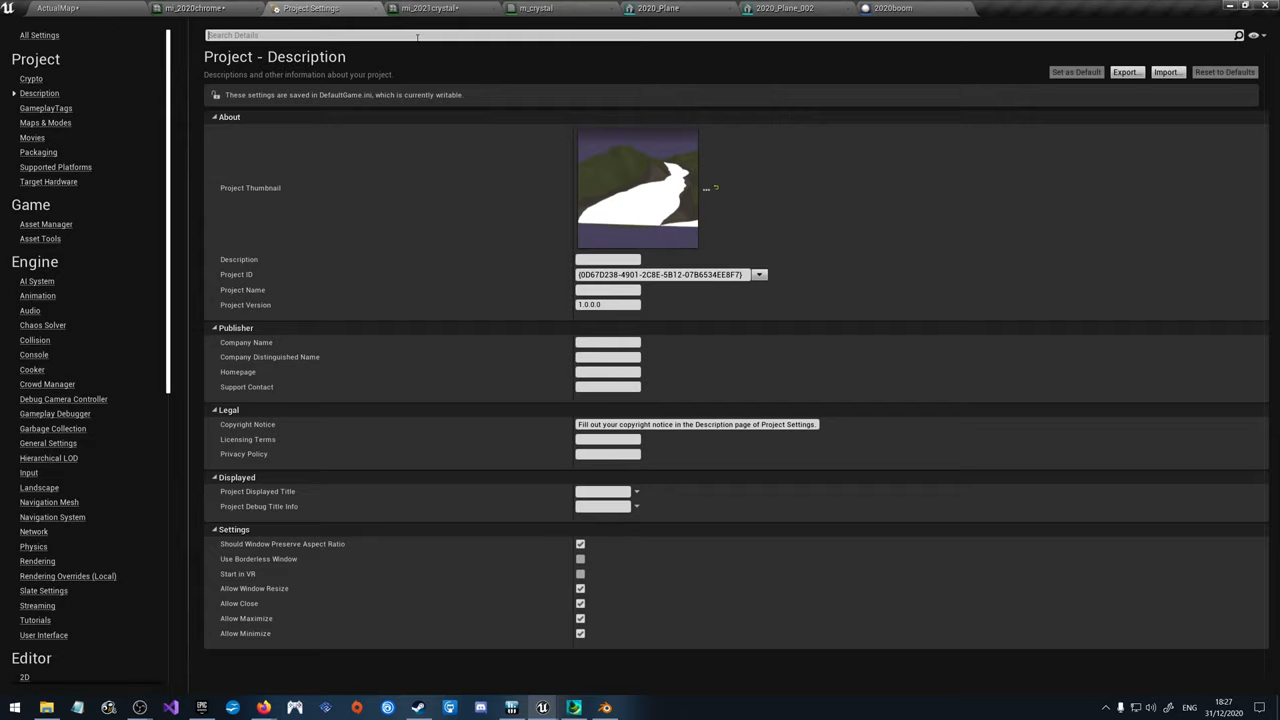 ActualMap•
mi_2020chrome•
Project Settings
mi_2021crystal•
m_crystal
2020_Plane
2020_Plane_002
2020boom
All Settings
Project
Crypto
Description
GameplayTags
Maps & Modes
Movies
Packaging
Supported Platforms
Target Hardware
Game
Asset Manager
Asset Tools
Engine
AI System
Animation
Audio
Chaos Solver
Collision
Console
Cooker
Crowd Manager
Debug Camera Controller
Gameplay Debugger
Garbage Collection
General Settings
Hierarchical LOD
Input
Landscape
Navigation Mesh
Navigation System
Network
Physics
Rendering
Rendering Overrides (Local)
Slate Settings
Streaming
Tutorials
User Interface
Editor
2D
Search Details
Project - Description
Descriptions and other information about your project.
Set as Default
Export...
Import...
Reset to Defaults
These settings are saved in DefaultGame.ini, which is currently writable.
About
Project Thumbnail
...
Description
Project ID
{0D67D238-4901-2C8E-5B12-07B6534EE8F7}
Project Name
Project Version
1.0.0.0
Publisher
Company Name
Company Distinguished Name
Homepage
Support Contact
Legal
Copyright Notice
Fill out your copyright notice in the Description page of Project Settings.
Licensing Terms
Privacy Policy
Displayed
Project Displayed Title
Project Debug Title Info
Settings
Should Window Preserve Aspect Ratio
Use Borderless Window
Start in VR
Allow Window Resize
Allow Close
Allow Maximize
Allow Minimize
ENG
18:27
31/12/2020